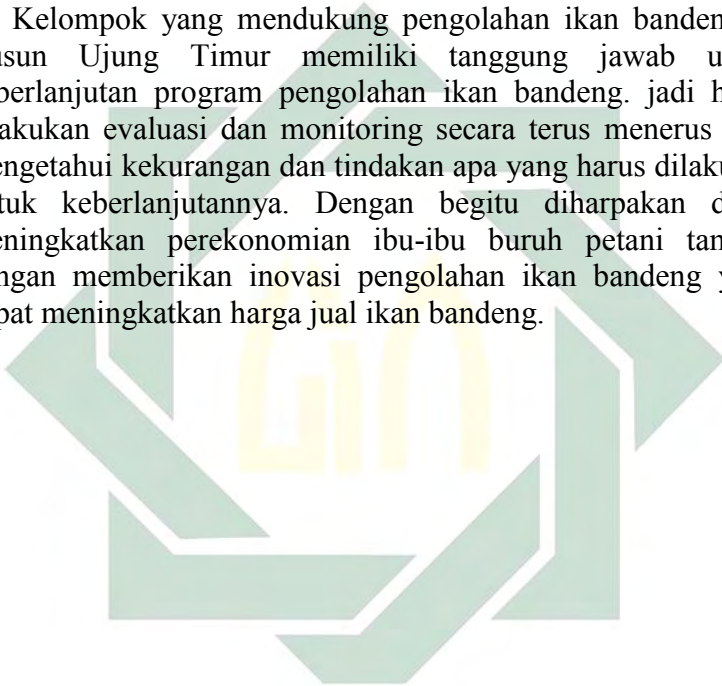 Kelompok yang mendukung pengolahan ikan banden
usun Ujung Timur memiliki tanggung jawab u
berlanjutan program pengolahan ikan bandeng. jadi h
lakukan evaluasi dan monitoring secara terus menerus
engetahui kekurangan dan tindakan apa yang harus dilaku
tuk keberlanjutannya. Dengan begitu diharpakan d
eningkatkan perekonomian ibu-ibu buruh petani tan
ngan memberikan inovasi pengolahan ikan bandeng y
pat meningkatkan harga jual ikan bandeng.